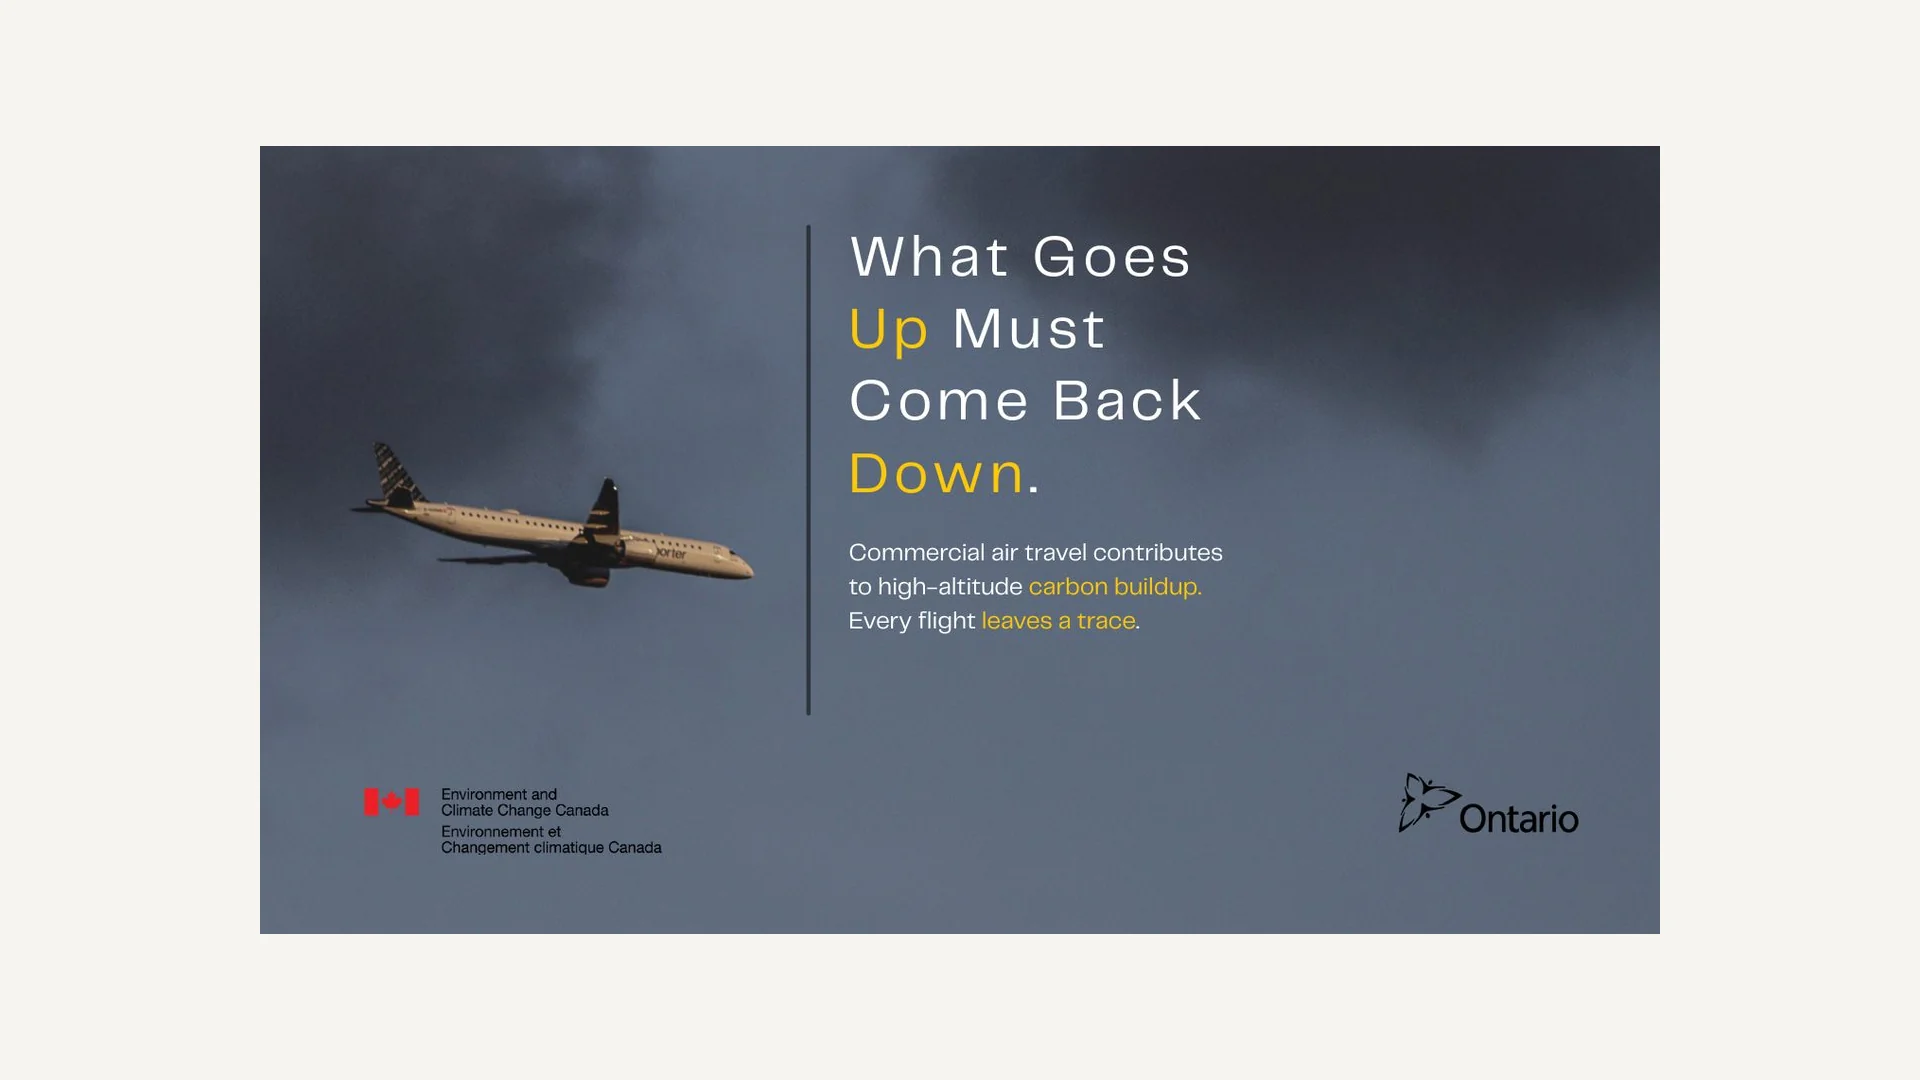 What Goes
Up Must
Come Back
Down.
Commercial air travel contributes
to high-altitude carbon buildup.
Every flight leaves a trace.
porter
Environment and
Climate Change Canada
Environnement et
Changement climatique Canada
Ontario